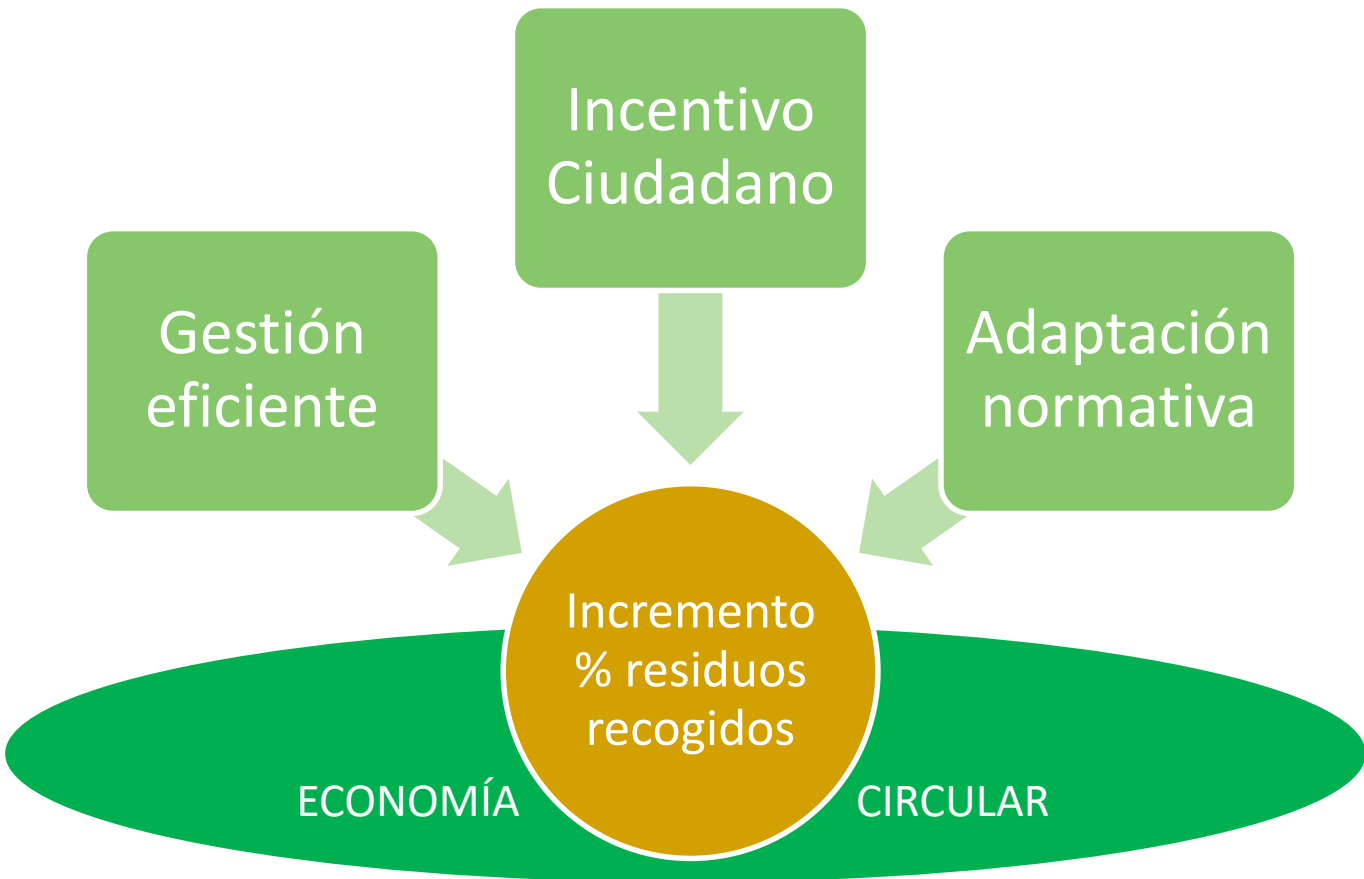 Incentivo
Ciudadano
Gestión
eficiente
Adaptación
normativa
Incremento
% residuos
recogidos
ECONOMÍA
CIRCULAR